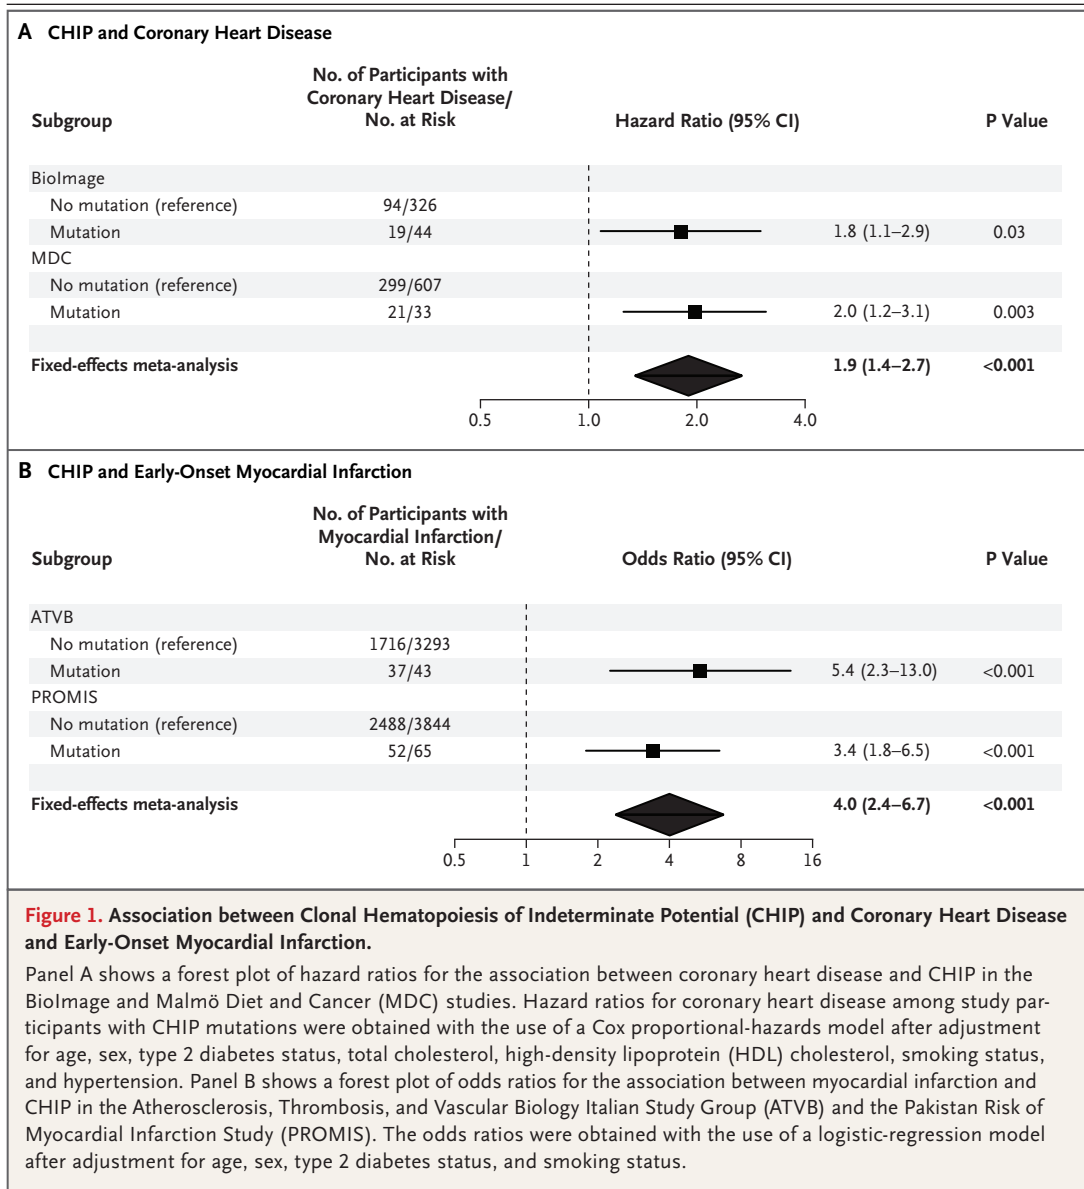 A CHIP and Coronary Heart Disease
No. of Participants with
Coronary Heart Disease/
Subgroup No. at Risk Hazard Ratio (95% CI) P Value
BioImage
No mutation (reference) 94/326
Mutation 19/44 1.8 (1.1–2.9) 0.03
MDC
No mutation (reference) 299/607
Mutation 21/33 2.0 (1.2–3.1) 0.003
Fixed-effects meta-analysis 1.9 (1.4–2.7) <0.001
0.5 1.0 2.0 4.0
B CHIP and Early-Onset Myocardial Infarction
No. of Participants with
Myocardial Infarction/
Subgroup No. at Risk Odds Ratio (95% CI) P Value
ATVB
No mutation (reference) 1716/3293
Mutation 37/43 5.4 (2.3–13.0) <0.001
PROMIS
No mutation (reference) 2488/3844
Mutation 52/65 3.4 (1.8–6.5) <0.001
Fixed-effects meta-analysis 4.0 (2.4–6.7) <0.001
0.5 1 2 4 8 16
Figure 1. Association between Clonal Hematopoiesis of Indeterminate Potential (CHIP) and Coronary Heart Disease
and Early-Onset Myocardial Infarction.
Panel A shows a forest plot of hazard ratios for the association between coronary heart disease and CHIP in the
BioImage and Malmö Diet and Cancer (MDC) studies. Hazard ratios for coronary heart disease among study par-
ticipants with CHIP mutations were obtained with the use of a Cox proportional-hazards model after adjustment
for age, sex, type 2 diabetes status, total cholesterol, high-density lipoprotein (HDL) cholesterol, smoking status,
and hypertension. Panel B shows a forest plot of odds ratios for the association between myocardial infarction and
CHIP in the Atherosclerosis, Thrombosis, and Vascular Biology Italian Study Group (ATVB) and the Pakistan Risk of
Myocardial Infarction Study (PROMIS). The odds ratios were obtained with the use of a logistic-regression model
after adjustment for age, sex, type 2 diabetes status, and smoking status.